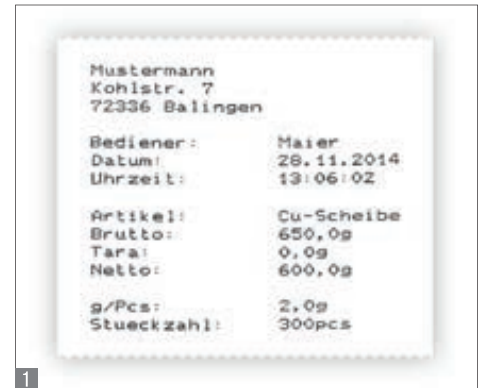 Mustermann
Kohlstr. 7
72336 Balingen
Bediener: Maier
Datum: 28.11.2014
Uhrzeit: 13:06:02
Artikel: Cu-Scheibe
Brutto: 650,0g
Tara: 0,0g
Netto: 600,0g
g/Pcs: 2,0g
Stueckzahl: 300pcs
1